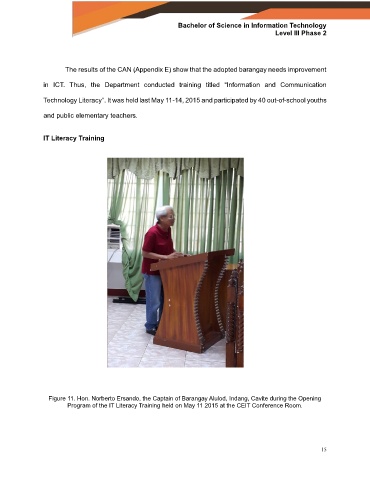 Bachelor of Science in Information Technology
Level III Phase 2
The results of the CAN (Appendix E) show that the adopted barangay needs improvement
in ICT. Thus, the Department conducted training titled "Information and Communication
Technology Literacy". It was held last May 11-14, 2015 and participated by 40 out-of-school youths
and public elementary teachers.
IT Literacy Training
Figure 11. Hon. Norberto Ersando, the Captain of Barangay Alulod, Indang, Cavite during the Opening
Program of the IT Literacy Training held on May 11 2015 at the CEIT Conference Room.
15